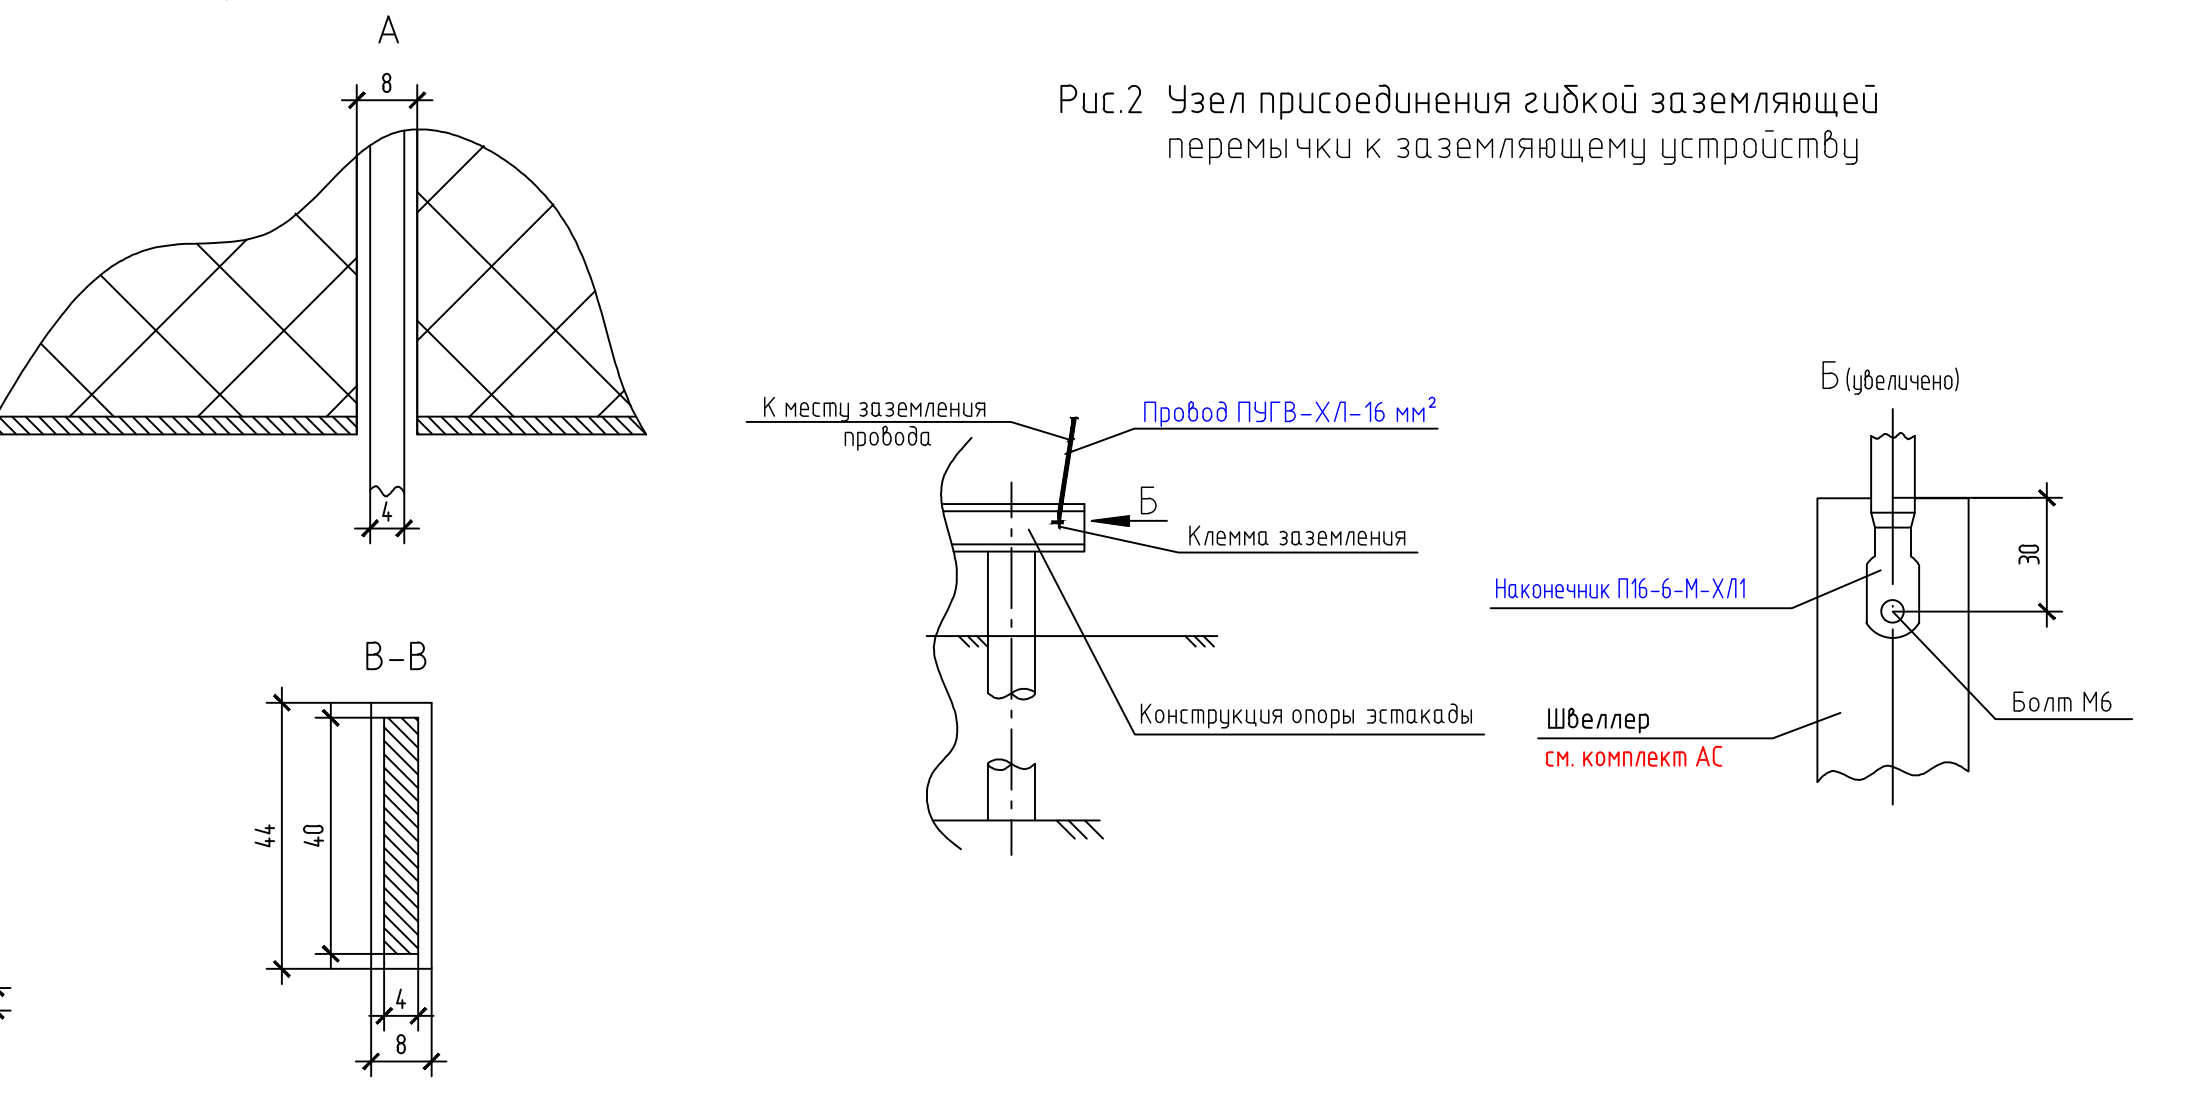 А
8
4
В-В
44
40
4
8
Рис.2 Узел присоединения гибкой заземляющей
перемычки к заземляющему устройству
К месту заземления
провода
Провод ПУГВ-ХЛ-16 мм²
Б
Клемма заземления
Конструкция опоры эстакады
Б (увеличено)
30
Наконечник П16-6-М-ХЛ1
Болт М6
Швеллер
см. комплект АС